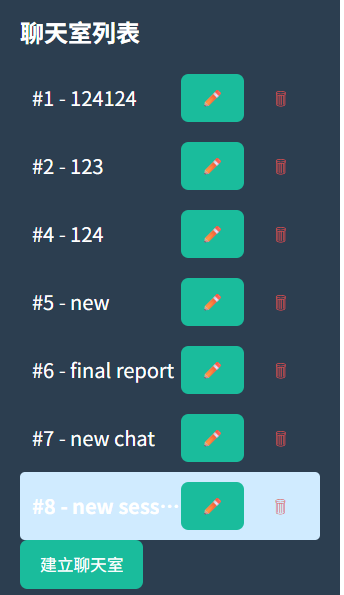 聊天室列表
#1 - 124124
#2 - 123
#4 - 124
#5 - new
#6 - final report
#7 - new chat
#8 - new sess…
建立聊天室